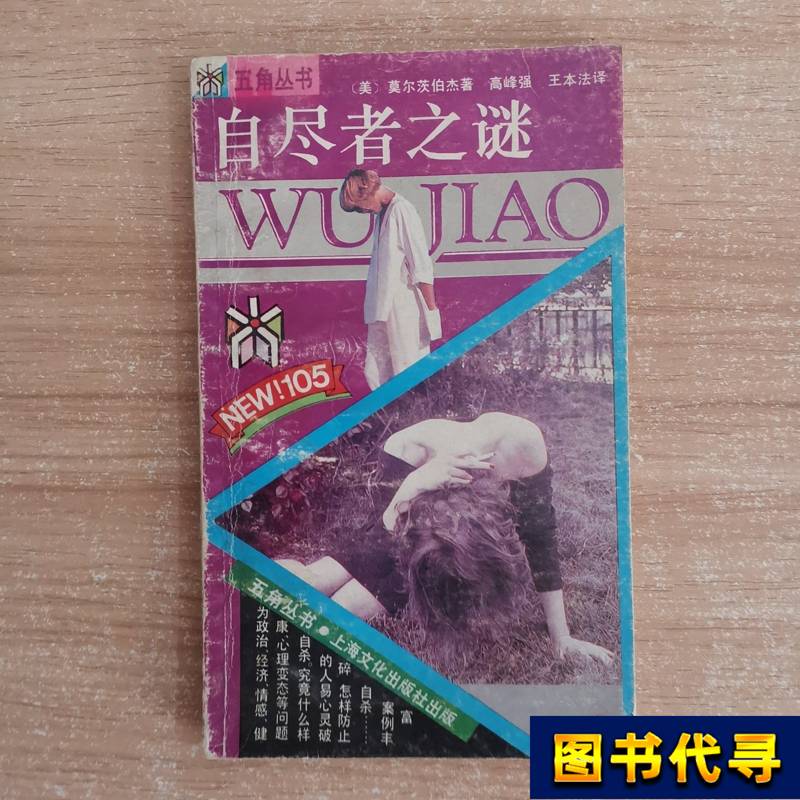 五角丛书
〔美〕莫尔茨伯杰著 高峰强 王本法译
自尽者之谜
WUJIAO
NEW!105
五角丛书·上海文化出版社出版
为政治、经济、情感、健
康、心理变态等问题
自杀。究竟什么样
的人易心灵破
碎 怎样防止
自杀……
案例丰
富
图书代寻